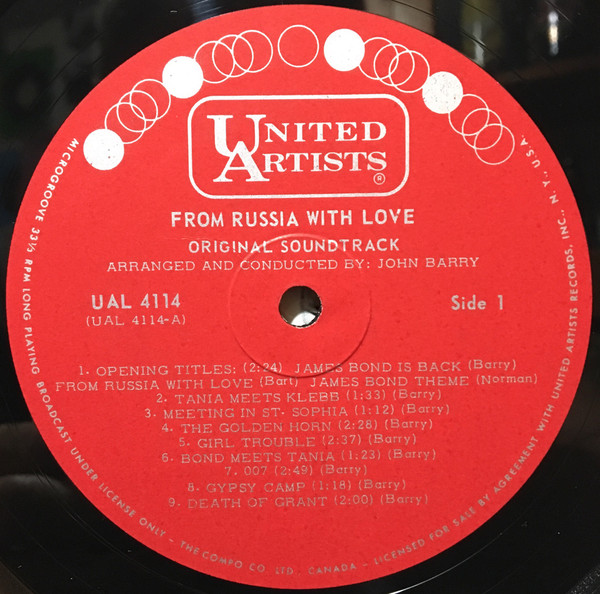 UNITED
ARTISTS
®
FROM RUSSIA WITH LOVE
ORIGINAL SOUNDTRACK
ARRANGED AND CONDUCTED BY: JOHN BARRY
UAL 4114
(UAL 4114-A)
Side 1
1. OPENING TITLES: (2:24) JAMES BOND IS BACK (Barry)
FROM RUSSIA WITH LOVE (Bart) JAMES BOND THEME (Norman)
2. TANIA MEETS KLEBB (1:33) (Barry)
3. MEETING IN ST. SOPHIA (1:12) (Barry)
4. THE GOLDEN HORN (2:28) (Barry)
5. GIRL TROUBLE (2:37) (Barry)
6. BOND MEETS TANIA (1:23) (Barry)
7. 007 (2:49) (Barry)
8. GYPSY CAMP (1:18) (Barry)
9. DEATH OF GRANT (2:00) (Barry)
MICROGROOVE 33⅓ RPM LONG PLAYING BROADCAST UNDER LICENSE ONLY - THE COMPO CO. LTD. CANADA - LICENSED FOR SALE BY AGREEMENT WITH UNITED ARTISTS RECORDS, INC., N.Y., U.S.A.